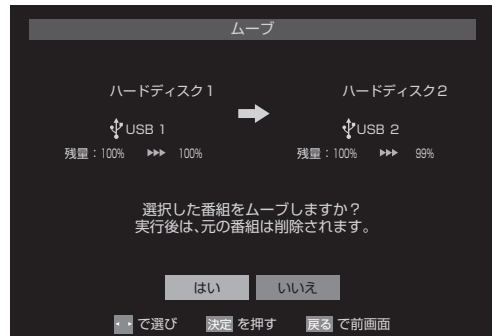 ムーブ
ハードディスク1 ハードディスク2
USB 1 USB 2
残量：100% 100% 残量：100% 99%
選択した番組をムーブしますか？
実行後は、元の番組は削除されます。
はい いいえ
で選び 決定 を押す 戻る で前画面